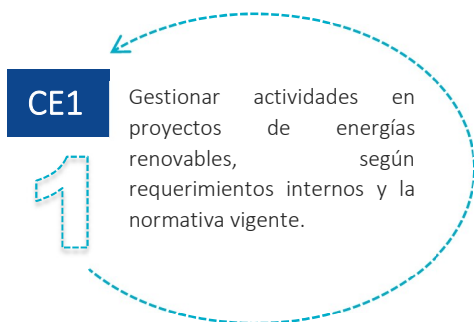 CE1
1
Gestionar actividades en
proyectos de energías
renovables, según
requerimientos internos y la
normativa vigente.